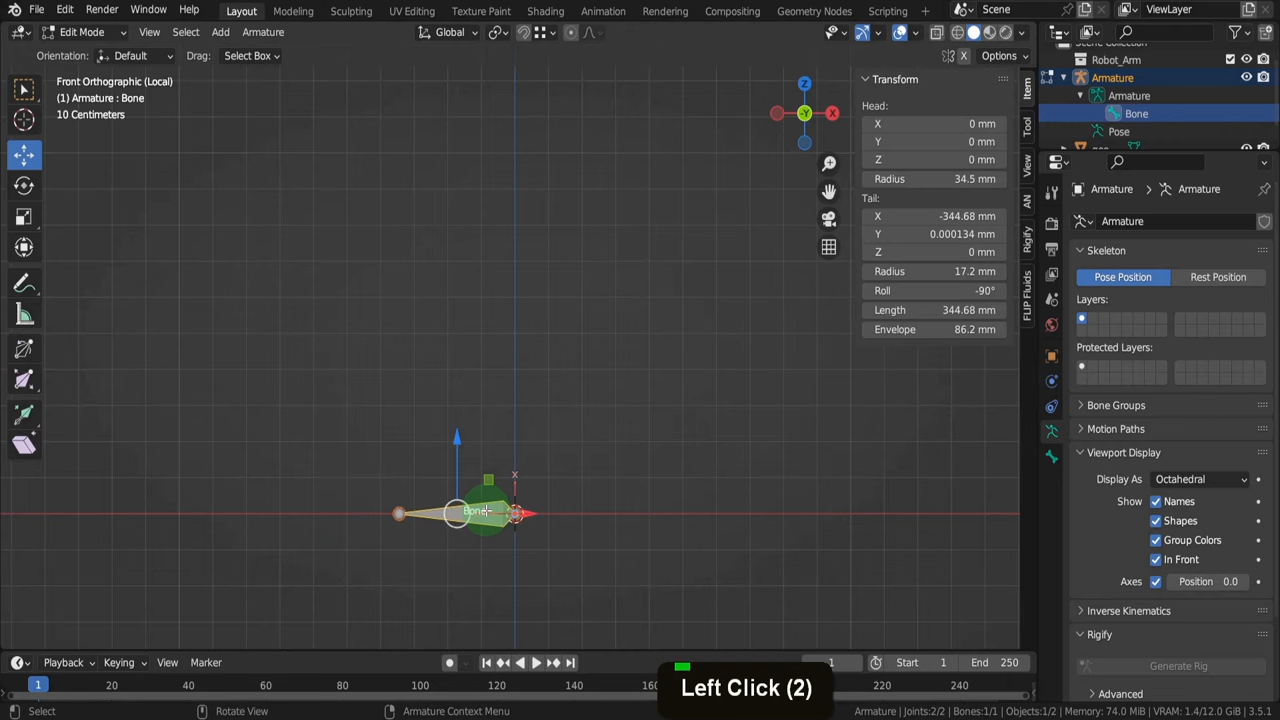 File Edit Render Window Help Layout Modeling Sculpting UV Editing Texture Paint Shading Animation Rendering Compositing Geometry Nodes Scripting Scene ViewLayer
Edit Mode View Select Add Armature Global
Orientation: Default Drag: Select Box X Options
Front Orthographic (Local)
(1) Armature : Bone
10 Centimeters
Z
-Y
X
Transform
Head:
X 0 mm
Y 0 mm
Z 0 mm
Radius 34.5 mm
Tail:
X -344.68 mm
Y 0.000134 mm
Z 0 mm
Radius 17.2 mm
Roll -90°
Length 344.68 mm
Envelope 86.2 mm
Item
Tool
View
AN
Rigify
FLIP Fluids
X
Bone
Scene Collection
Robot_Arm
Armature
Armature
Bone
Pose
Armature Armature
Armature
Skeleton
Pose Position Rest Position
Layers:
Protected Layers:
Bone Groups
Motion Paths
Viewport Display
Display As Octahedral
Show Names
Shapes
Group Colors
In Front
Axes Position 0.0
Inverse Kinematics
Rigify
Generate Rig
Advanced
Playback Keying View Marker 1 Start 1 End 250
1 20 40 60 80 100 120 140 220 240 260
Left Click (2)
Select Rotate View Armature Context Menu Armature | Joints:2/2 | Bones:1/1 | Objects:1/2 | Memory: 74.0 MiB | VRAM: 1.4/12.0 GiB | 3.5.1